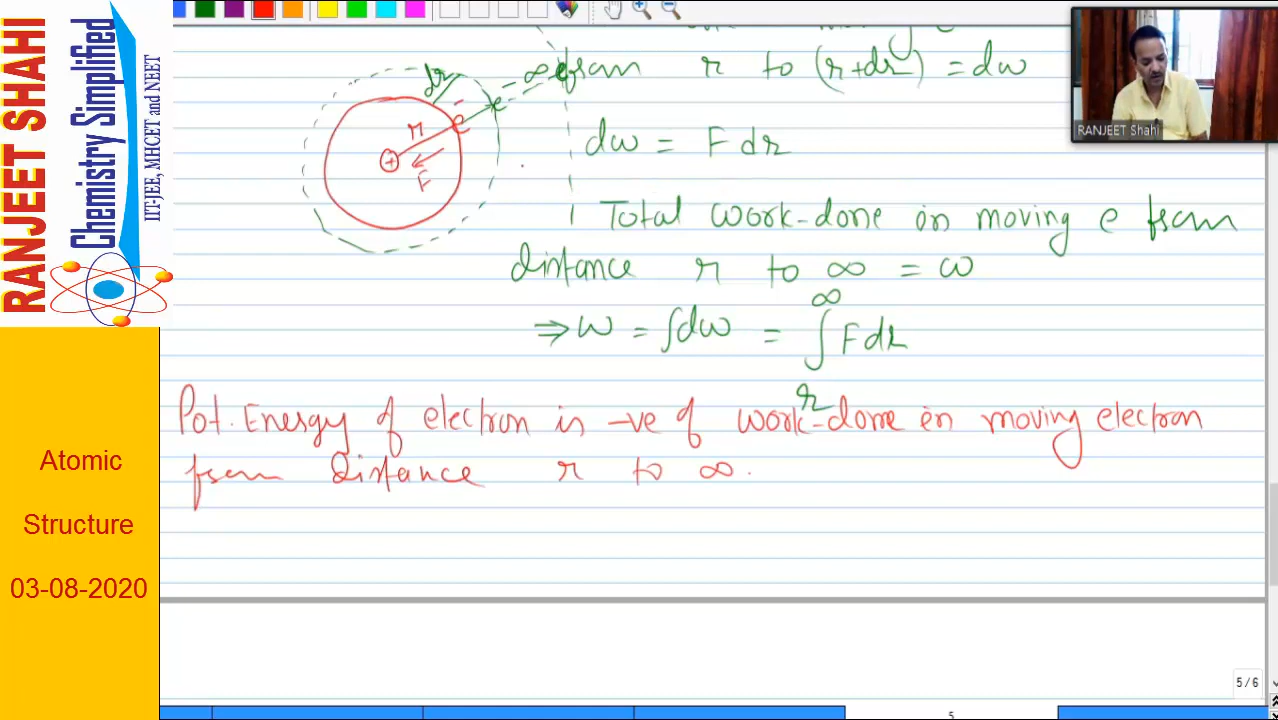 RANJEET SHAHI
Chemistry Simplified
IIT-JEE, MHCET and NEET
Atomic
Structure
03-08-2020
RANJEET Shahi
from r to (r+dr) = dw
dr
∞
e
r
e
+
F
dw = F dr
Total work-done in moving e from
distance r to ∞ = w
⇒ w = ∫dw = ∫ F dr
∞
r
Pot. Energy of electron is -ve of work-done in moving electron
from distance r to ∞.
5 / 6
5